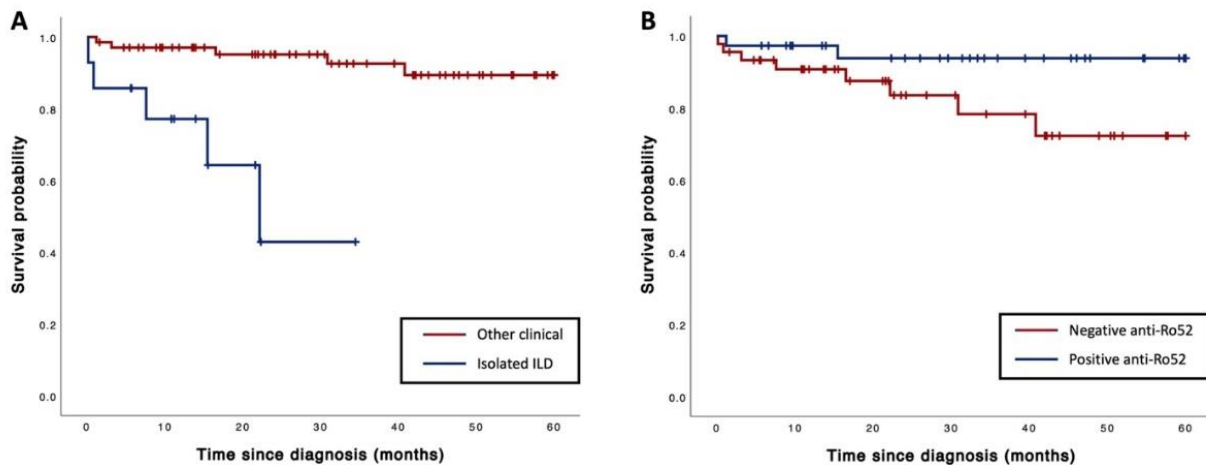 A
Survival probability
1.0
0.8
0.6
0.4
0.2
0.0
Other clinical
Isolated ILD
0 10 20 30 40 50 60
Time since diagnosis (months)
B
Survival probability
1.0
0.8
0.6
0.4
0.2
0.0
Negative anti-Ro52
Positive anti-Ro52
0 10 20 30 40 50 60
Time since diagnosis (months)